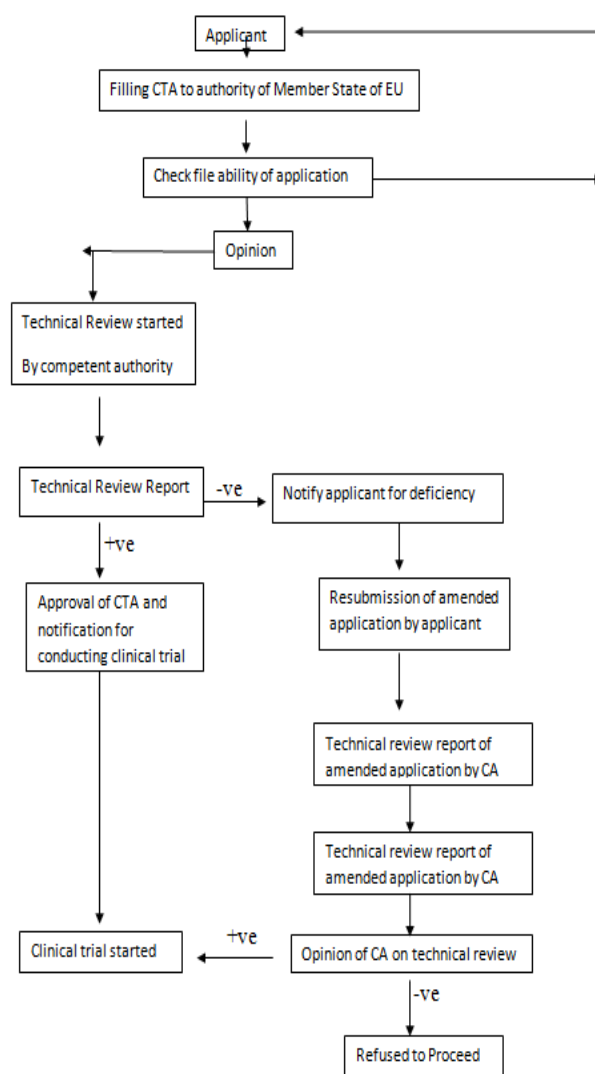 Applicant
Filling CTA to authority of Member State of EU
Check file ability of application
Opinion
Technical Review started
By competent authority
Technical Review Report
-ve
Notify applicant for deficiency
+ve
Approval of CTA and
notification for
conducting clinical trial
Resubmission of amended
application by applicant
Technical review report of
amended application by CA
Technical review report of
amended application by CA
Clinical trial started
+ve
Opinion of CA on technical review
-ve
Refused to Proceed